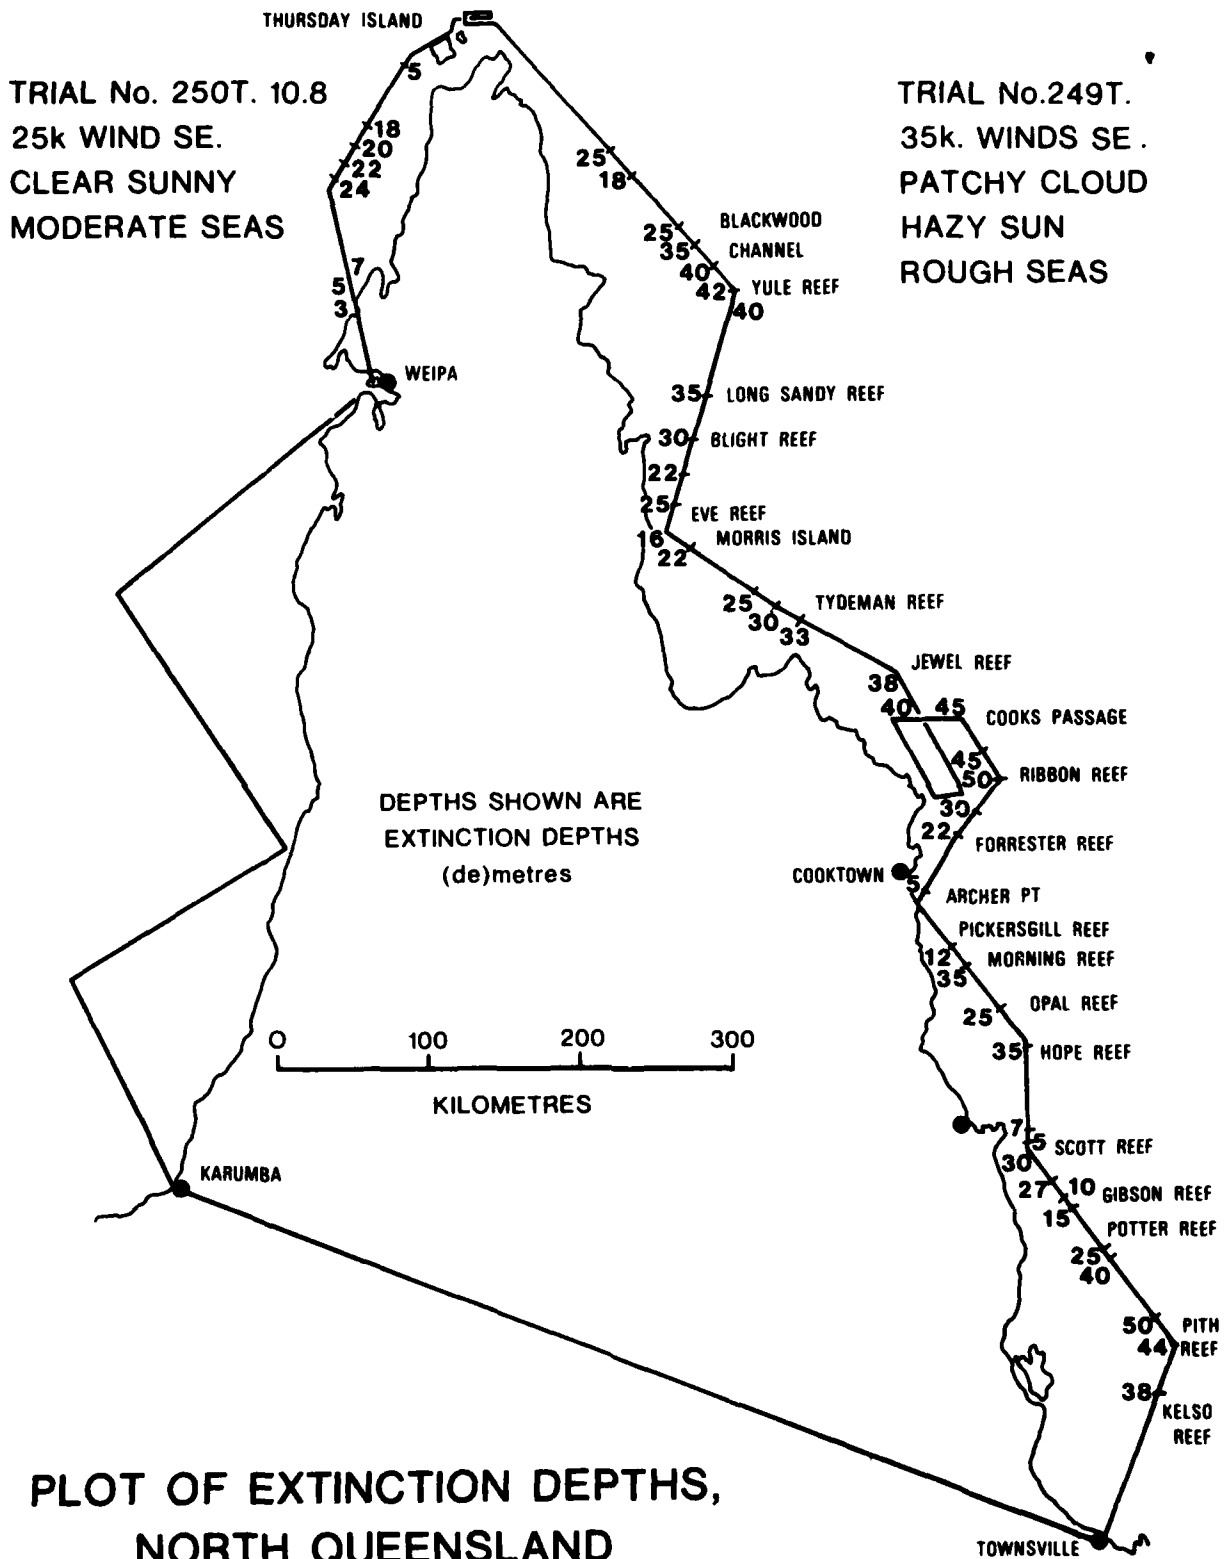 THURSDAY ISLAND
TRIAL No. 250T. 10.8
25k WIND SE.
CLEAR SUNNY
MODERATE SEAS
TRIAL No.249T.
35k. WINDS SE.
PATCHY CLOUD
HAZY SUN
ROUGH SEAS
5
18
20
22
24
7
5
3
WEIPA
25
18
25
BLACKWOOD
35
CHANNEL
40
42
YULE REEF
40
35
LONG SANDY REEF
30
BLIGHT REEF
22
25
EVE REEF
16
MORRIS ISLAND
22
25
TYDEMAN REEF
30
33
JEWEL REEF
38
40
45
COOKS PASSAGE
45
50
RIBBON REEF
30
22
FORRESTER REEF
DEPTHS SHOWN ARE
EXTINCTION DEPTHS
(de)metres
COOKTOWN
5
ARCHER PT
PICKERSGILL REEF
12
MORNING REEF
35
OPAL REEF
25
35
HOPE REEF
0
100
200
300
KILOMETRES
7
5
SCOTT REEF
30
27
10
GIBSON REEF
15
POTTER REEF
25
40
KARUMBA
50
PITH
44
REEF
38
KELSO
REEF
PLOT OF EXTINCTION DEPTHS,
NORTH QUEENSLAND
TOWNSVILLE